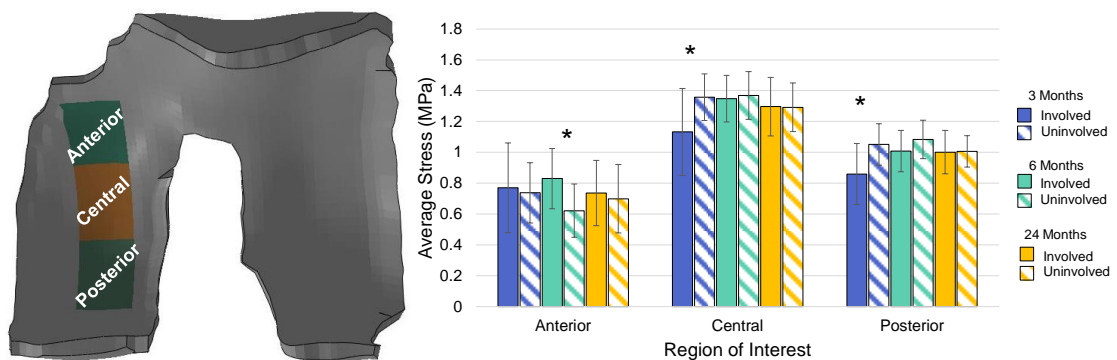 Anterior
Central
Posterior
Average Stress (MPa)
1.8
1.6
1.4
1.2
1
0.8
0.6
0.4
0.2
0
*
*
*
Anterior
Central
Posterior
Region of Interest
3 Months
Involved
Uninvolved
6 Months
Involved
Uninvolved
24 Months
Involved
Uninvolved